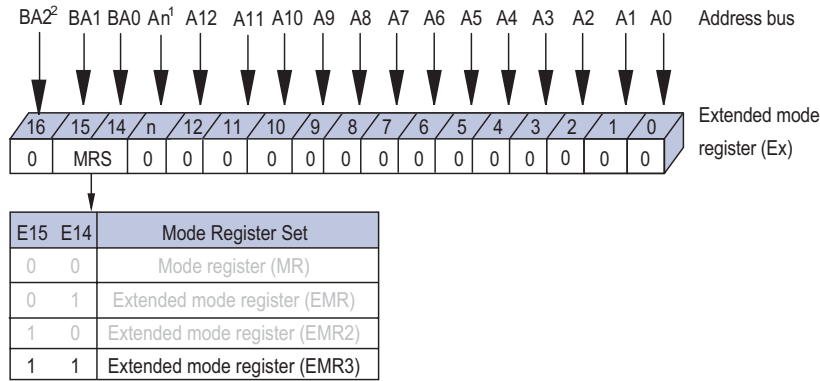 BA2² BA1 BA0 An¹ A12 A11 A10 A9 A8 A7 A6 A5 A4 A3 A2 A1 A0 Address bus
16 15 14 n 12 11 10 9 8 7 6 5 4 3 2 1 0 Extended mode
0 MRS 0 0 0 0 0 0 0 0 0 0 0 0 0 0 register (Ex)
E15 E14 Mode Register Set
0 0 Mode register (MR)
0 1 Extended mode register (EMR)
1 0 Extended mode register (EMR2)
1 1 Extended mode register (EMR3)